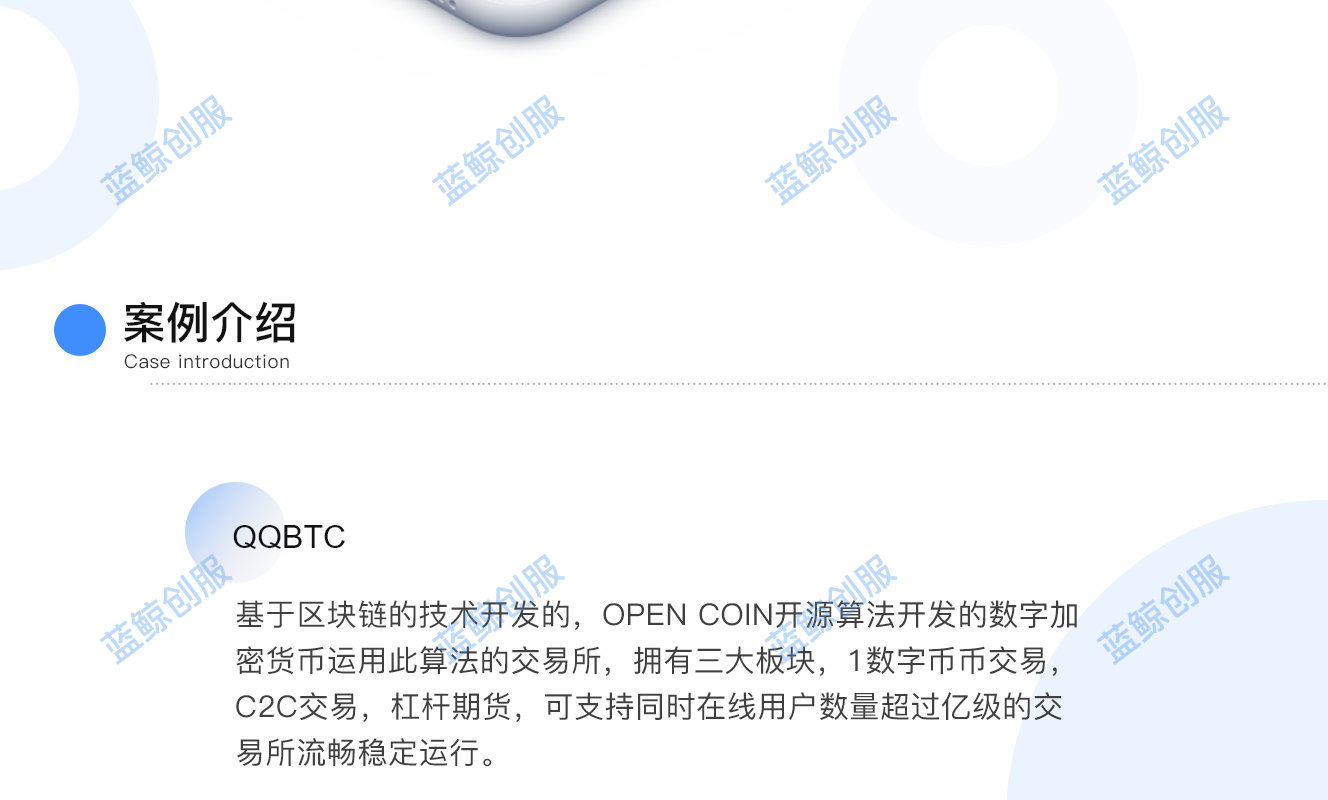 蓝鲸创服 蓝鲸创服 蓝鲸创服 蓝鲸创服
案例介绍
Case introduction
QQBTC
蓝鲸创服 蓝鲸创服 蓝鲸创服 蓝鲸创服
基于区块链的技术开发的，OPEN COIN开源算法开发的数字加
密货币运用此算法的交易所，拥有三大板块，1数字币币交易，
C2C交易，杠杆期货，可支持同时在线用户数量超过亿级的交
易所流畅稳定运行。